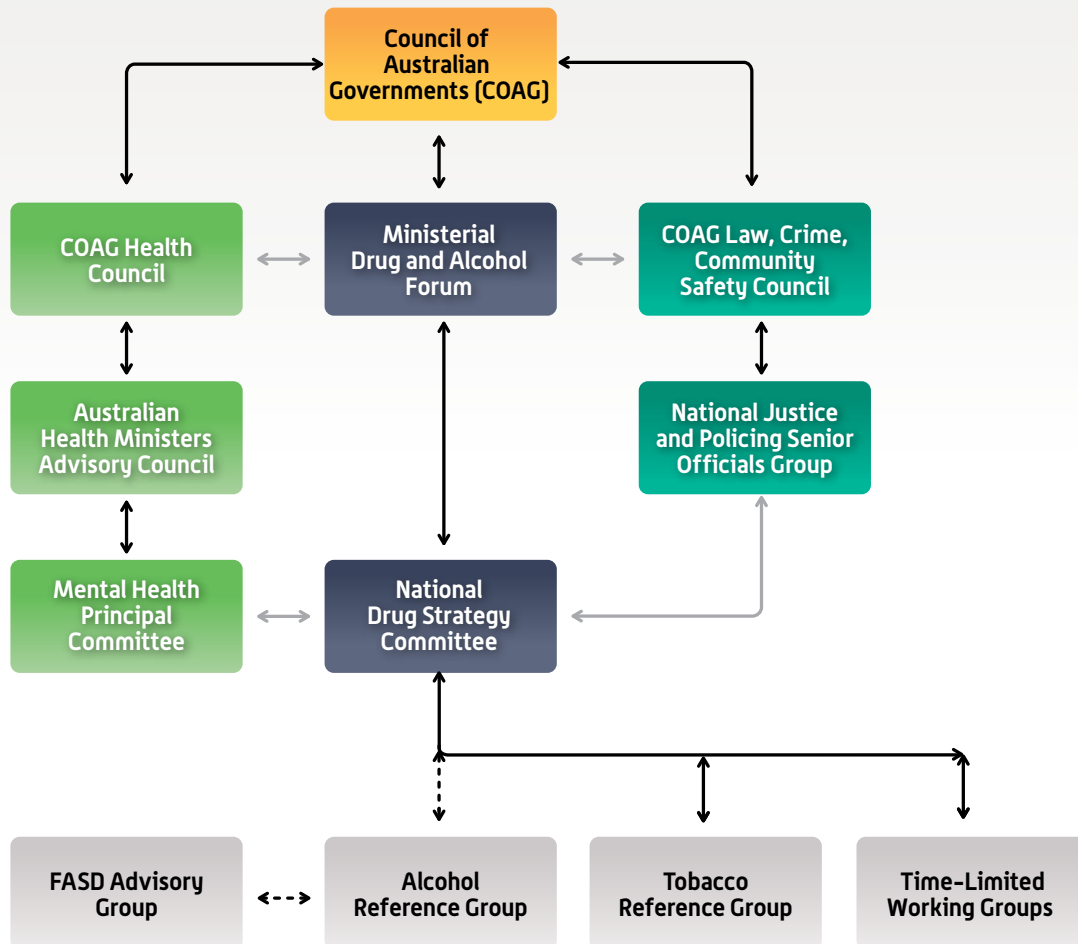 Council of
Australian
Governments (COAG)
COAG Health
Council
Ministerial
Drug and Alcohol
Forum
COAG Law, Crime,
Community
Safety Council
Australian
Health Ministers
Advisory Council
National Justice
and Policing Senior
Officials Group
Mental Health
Principal
Committee
National
Drug Strategy
Committee
FASD Advisory
Group
Alcohol
Reference Group
Tobacco
Reference Group
Time-Limited
Working Groups